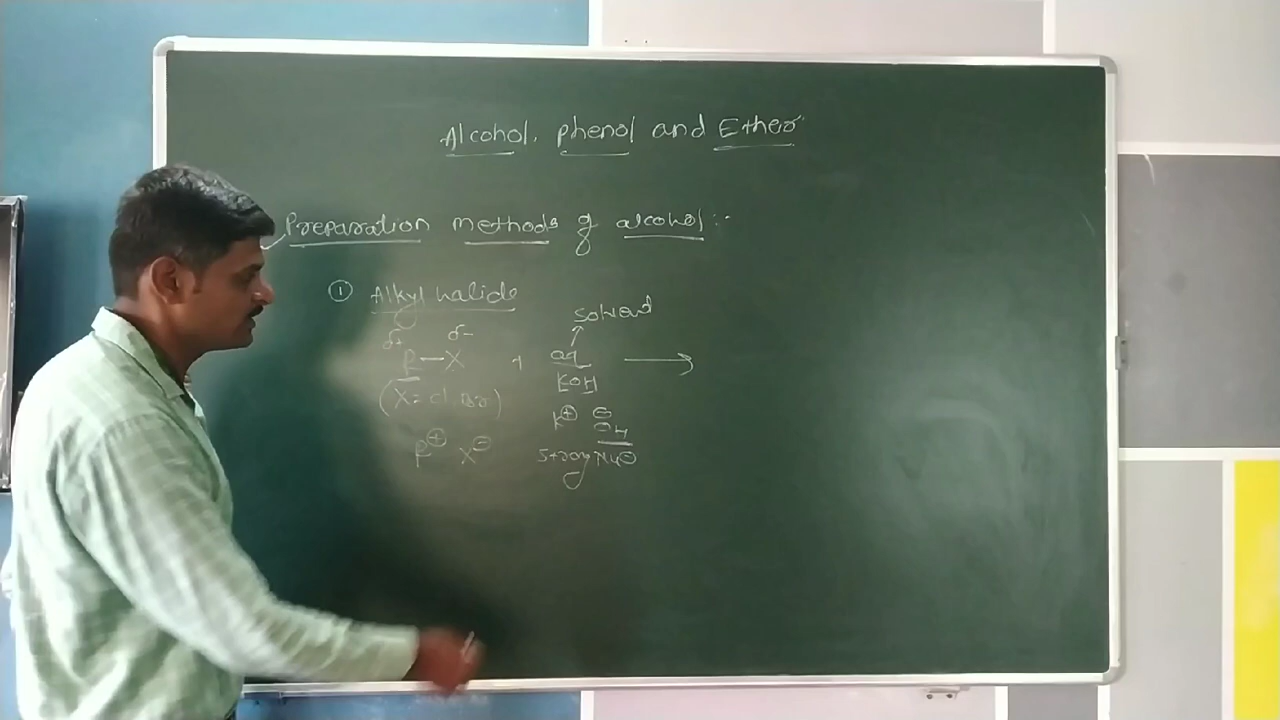 Alcohol, phenol and Ether
Preparation methods of alcohol:-
① Alkyl halide
solvent
δ+ δ-
R—X + aq ⟶
KOH
(X= Cl, Br)
K⊕ ⊖OH
R⊕ X⊖
Strong Nu⊖